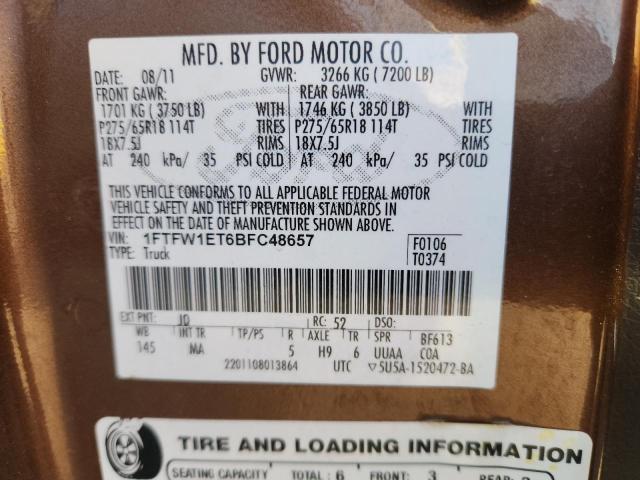 MFD. BY FORD MOTOR CO.
DATE: 08/11 GVWR: 3266 KG ( 7200 LB)
FRONT GAWR: REAR GAWR:
1701 KG ( 3750 LB) WITH 1746 KG ( 3850 LB) WITH
P275/65R18 114T TIRES P275/65R18 114T TIRES
18X7.5J RIMS 18X7.5J RIMS
AT 240 kPa/ 35 PSI COLD AT 240 kPa/ 35 PSI COLD
THIS VEHICLE CONFORMS TO ALL APPLICABLE FEDERAL MOTOR
VEHICLE SAFETY AND THEFT PREVENTION STANDARDS IN
EFFECT ON THE DATE OF MANUFACTURE SHOWN ABOVE.
VIN: 1FTFW1ET6BFC48657 F0106
TYPE: Truck T0374
EXT PNT: JQ RC: 52 DSO:
WB INT TR TP/PS R AXLE TR SPR BF613
145 MA 5 H9 6 UUAA COA
2201108013864 UTC 5U5A-1520472-BA
TIRE AND LOADING INFORMATION
SEATING CAPACITY TOTAL : 6 FRONT: 3